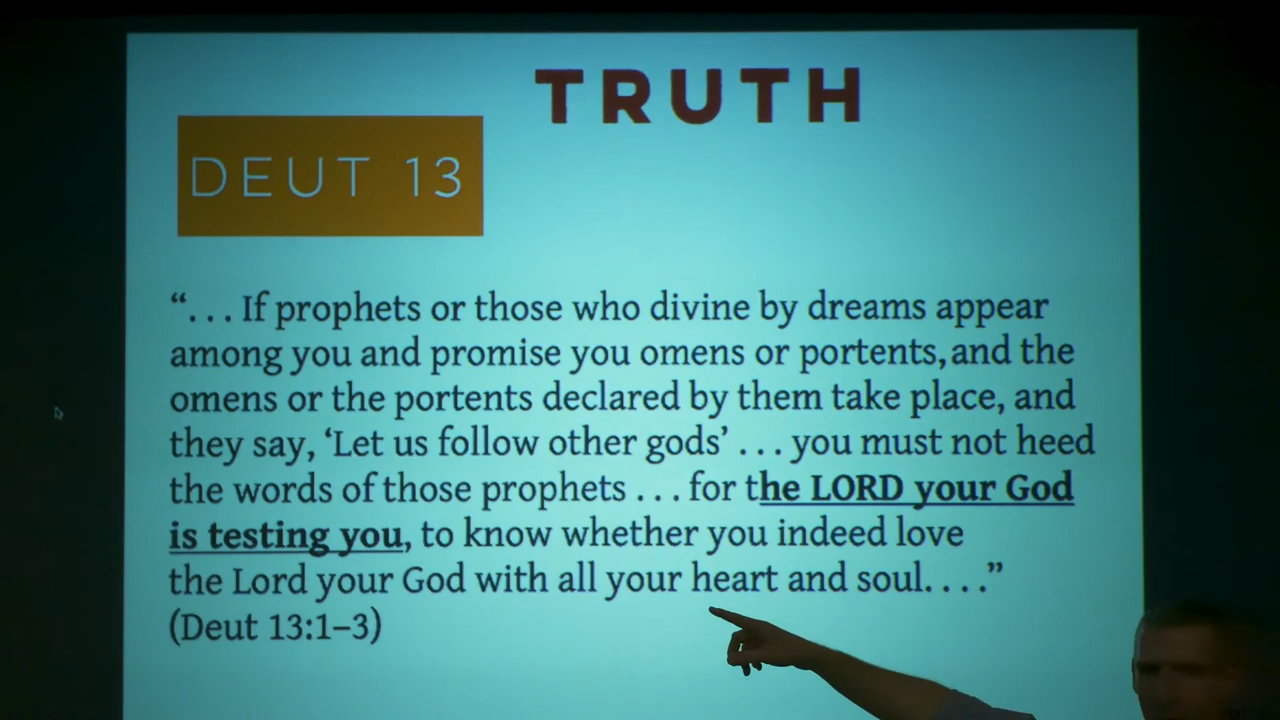 TRUTH
DEUT 13
“. . . If prophets or those who divine by dreams appear
among you and promise you omens or portents, and the
omens or the portents declared by them take place, and
they say, ‘Let us follow other gods’ . . . you must not heed
the words of those prophets . . . for the LORD your God
is testing you, to know whether you indeed love
the Lord your God with all your heart and soul. . . .”
(Deut 13:1–3)